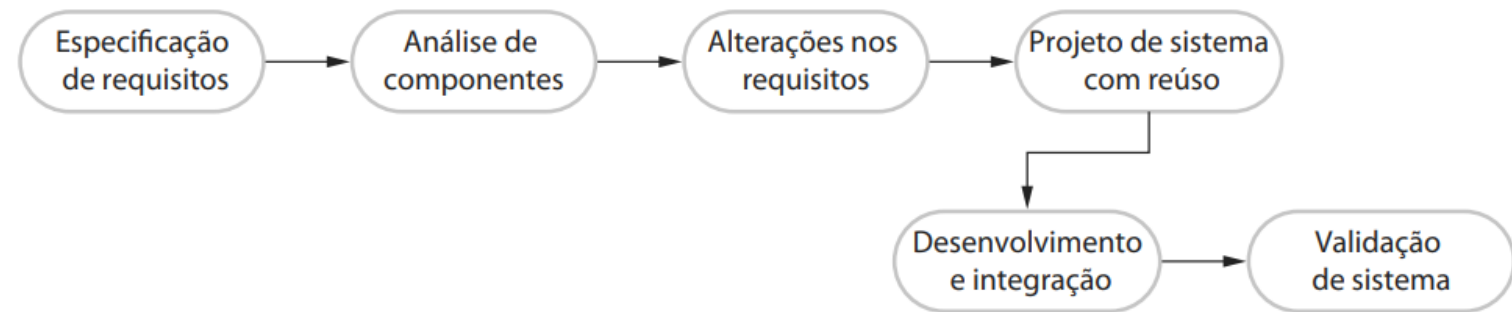 Especificação
de requisitos
Análise de
componentes
Alterações nos
requisitos
Projeto de sistema
com reúso
Desenvolvimento
e integração
Validação
de sistema